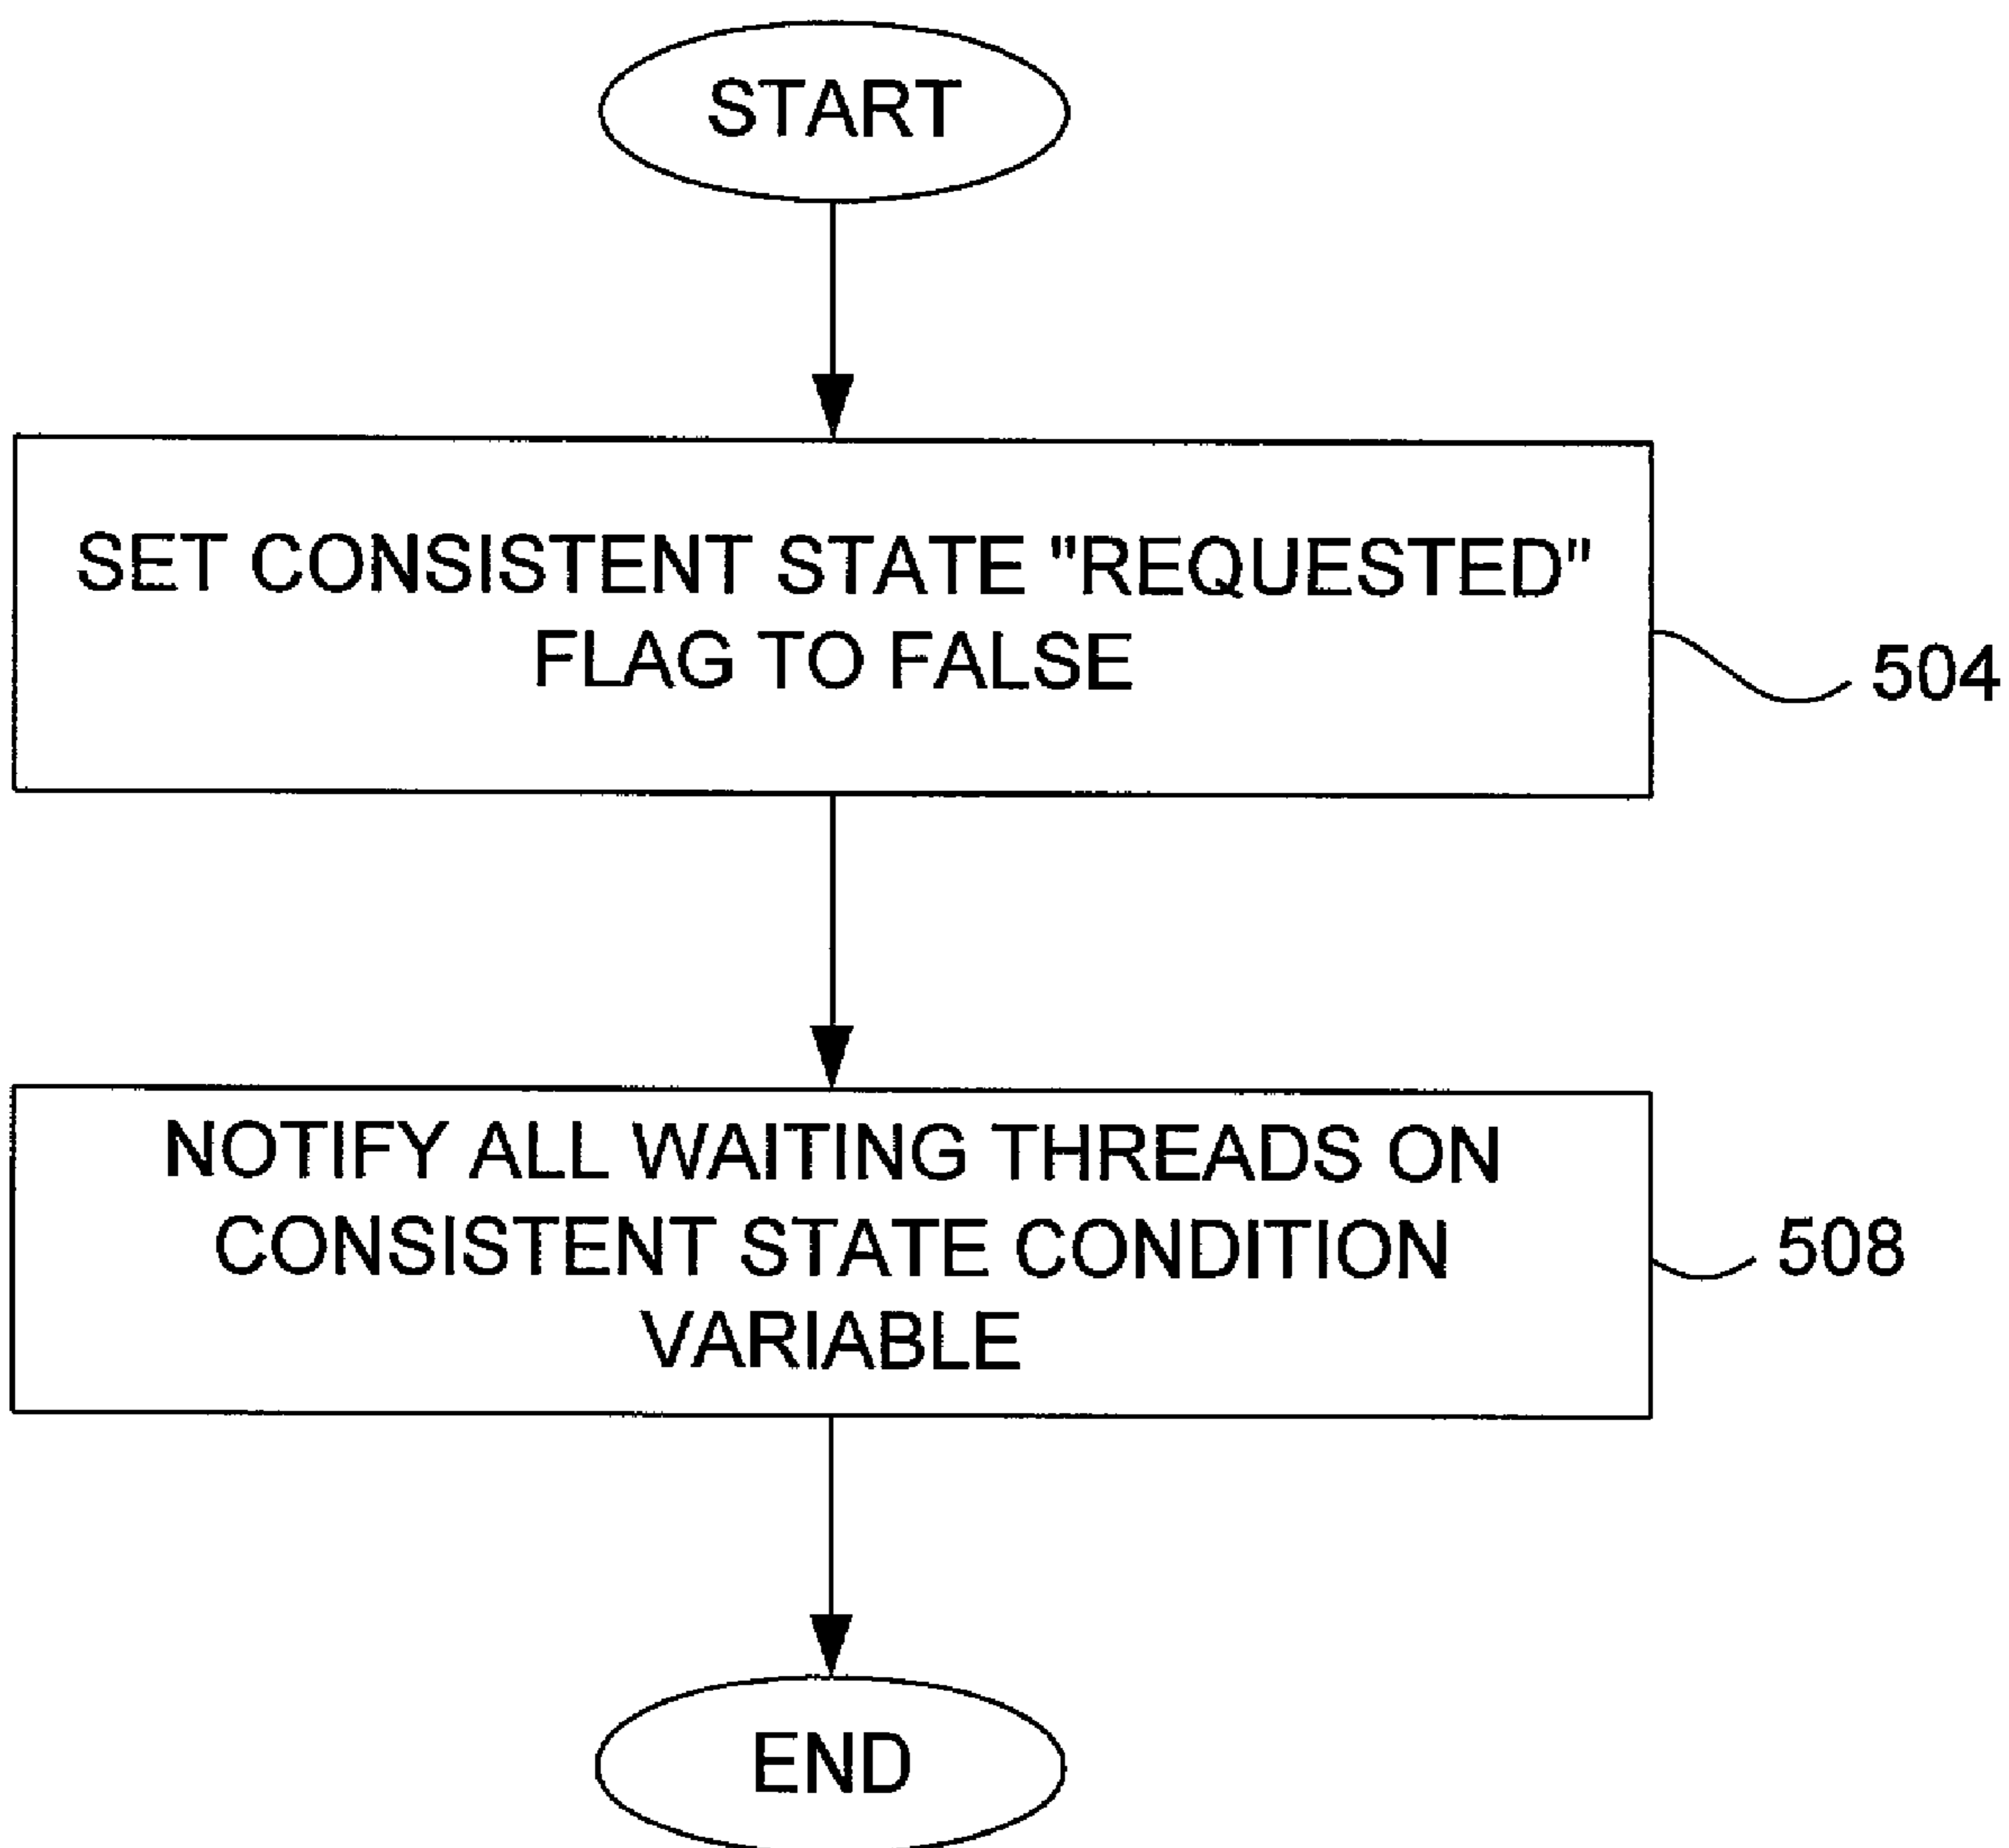 START
SET CONSISTENT STATE "REQUESTED"
FLAG TO FALSE
504
NOTIFY ALL WAITING THREADS ON
CONSISTENT STATE CONDITION
VARIABLE
508
END